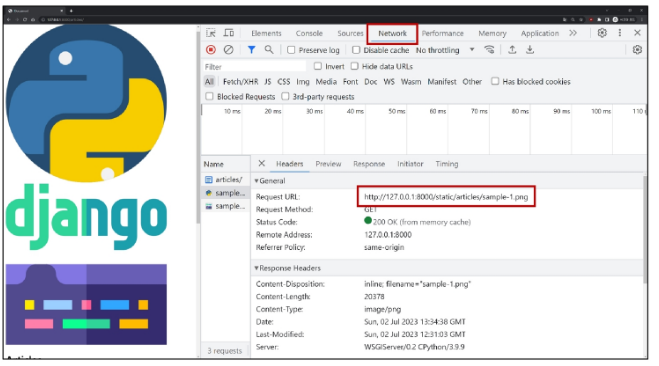 django
Elements Console Sources Network Performance Memory Application
Preserve log Disable cache No throttling
Filter Invert Hide data URLs
All Fetch/XHR JS CSS Img Media Font Doc WS Wasm Manifest Other Has blocked cookies
Blocked Requests 3rd-party requests
10 ms 20 ms 30 ms 40 ms 50 ms 60 ms 70 ms 80 ms 90 ms 100 ms 110
Name Headers Preview Response Initiator Timing
articles/ General
sample... Request URL: http://127.0.0.1:8000/static/articles/sample-1.png
sample... Request Method: GET
Status Code: 200 OK (from memory cache)
Remote Address: 127.0.0.1:8000
Referrer Policy: same-origin
Response Headers
Content-Disposition: inline; filename="sample-1.png"
Content-Length: 20378
Content-Type: image/png
Date: Sun, 02 Jul 2023 13:34:38 GMT
Last-Modified: Sun, 02 Jul 2023 12:31:03 GMT
3 requests Server: WSGIServer/0.2 CPython/3.9.9